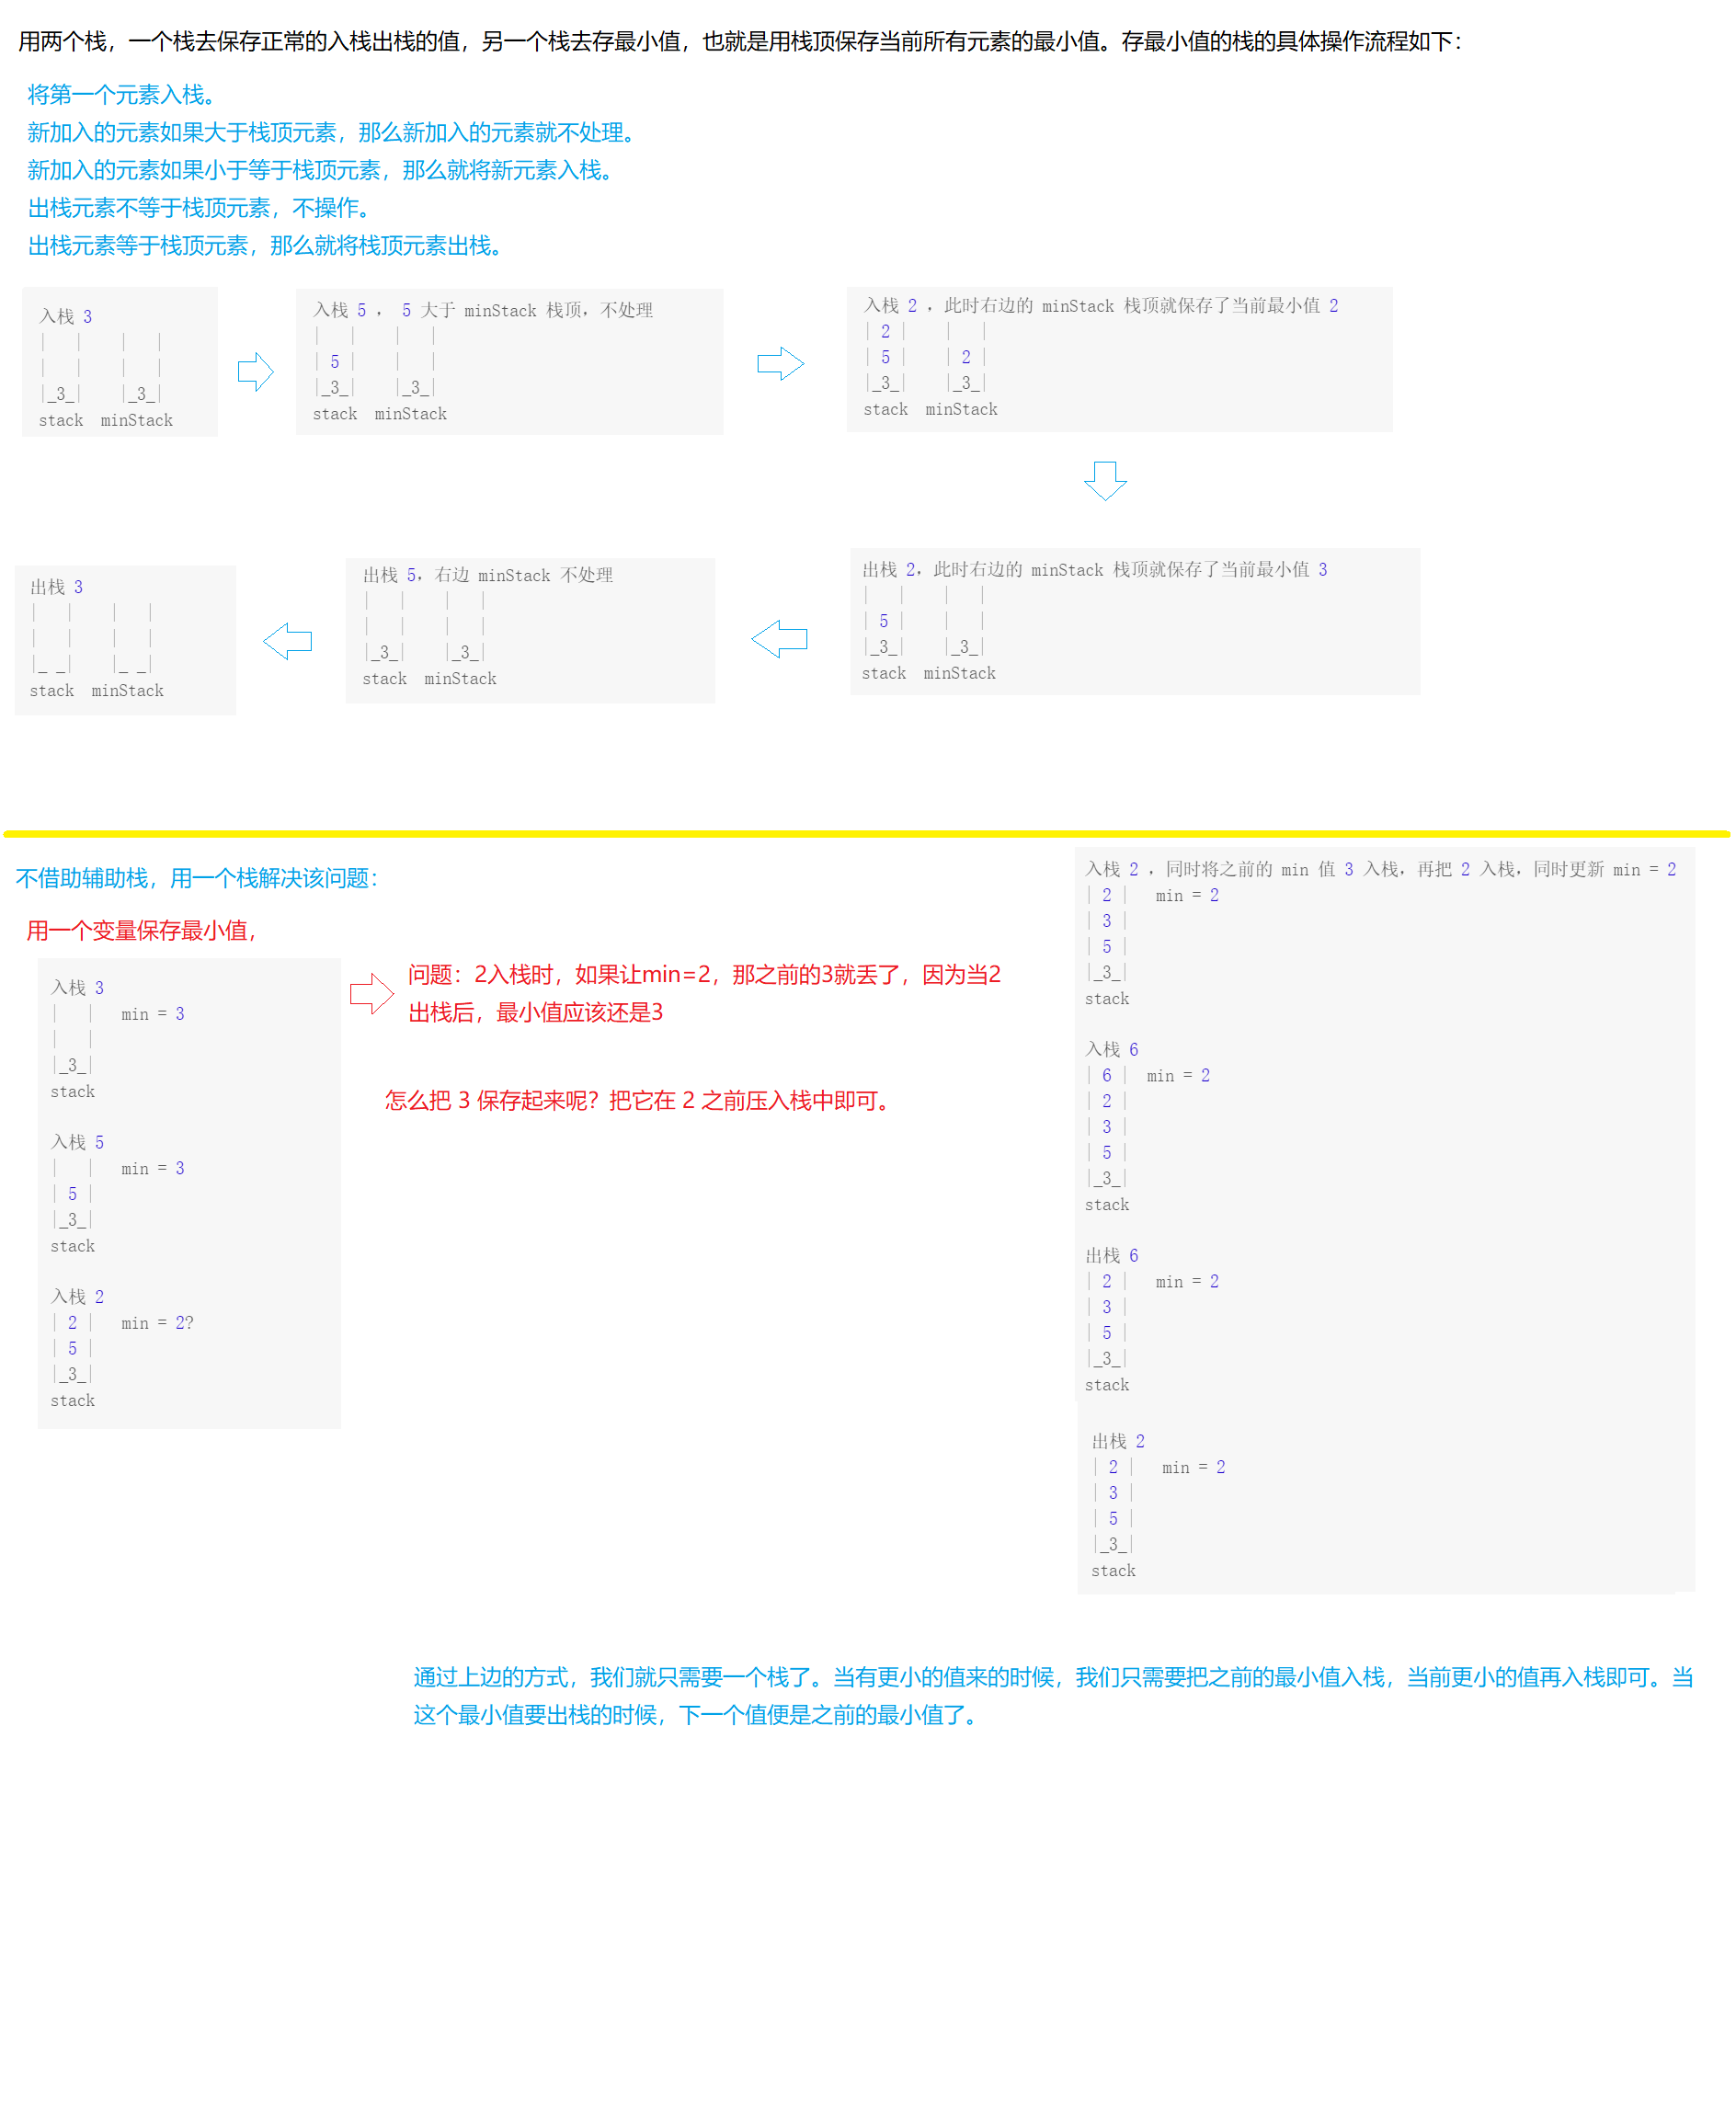 用两个栈，一个栈去保存正常的入栈出栈的值，另一个栈去存最小值，也就是用栈顶保存当前所有元素的最小值。存最小值的栈的具体操作流程如下：
将第一个元素入栈。
新加入的元素如果大于栈顶元素，那么新加入的元素就不处理。
新加入的元素如果小于等于栈顶元素，那么就将新元素入栈。
出栈元素不等于栈顶元素，不操作。
出栈元素等于栈顶元素，那么就将栈顶元素出栈。
入栈 3
|   |    |   |
|   |    |   |
|_3_|    |_3_|
stack  minStack
入栈 5 ， 5 大于 minStack 栈顶，不处理
|   |    |   |
| 5 |    |   |
|_3_|    |_3_|
stack  minStack
入栈 2 ，此时右边的 minStack 栈顶就保存了当前最小值 2
| 2 |    |   |
| 5 |    | 2 |
|_3_|    |_3_|
stack  minStack
出栈 2，此时右边的 minStack 栈顶就保存了当前最小值 3
|   |    |   |
| 5 |    |   |
|_3_|    |_3_|
stack  minStack
出栈 5，右边 minStack 不处理
|   |    |   |
|   |    |   |
|_3_|    |_3_|
stack  minStack
出栈 3
|   |    |   |
|   |    |   |
|_ _|    |_ _|
stack  minStack
不借助辅助栈，用一个栈解决该问题：
用一个变量保存最小值，
入栈 3
|   |   min = 3
|   |
|_3_|
stack
入栈 5
|   |   min = 3
| 5 |
|_3_|
stack
入栈 2
| 2 |   min = 2?
| 5 |
|_3_|
stack
问题：2入栈时，如果让min=2，那之前的3就丢了，因为当2
出栈后，最小值应该还是3
怎么把 3 保存起来呢？把它在 2 之前压入栈中即可。
入栈 2 ，同时将之前的 min 值 3 入栈，再把 2 入栈，同时更新 min = 2
| 2 |   min = 2
| 3 |
| 5 |
|_3_|
stack
入栈 6
| 6 |  min = 2
| 2 |
| 3 |
| 5 |
|_3_|
stack
出栈 6
| 2 |   min = 2
| 3 |
| 5 |
|_3_|
stack
出栈 2
| 2 |   min = 2
| 3 |
| 5 |
|_3_|
stack
通过上边的方式，我们就只需要一个栈了。当有更小的值来的时候，我们只需要把之前的最小值入栈，当前更小的值再入栈即可。当
这个最小值要出栈的时候，下一个值便是之前的最小值了。